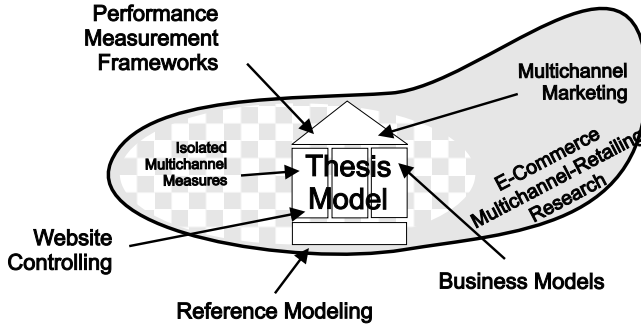 Performance
Measurement
Frameworks
Multichannel
Marketing
Isolated
Multichannel
Measures
Thesis
Model
E-Commerce
Multichannel-Retailing
Research
Website
Controlling
Business Models
Reference Modeling